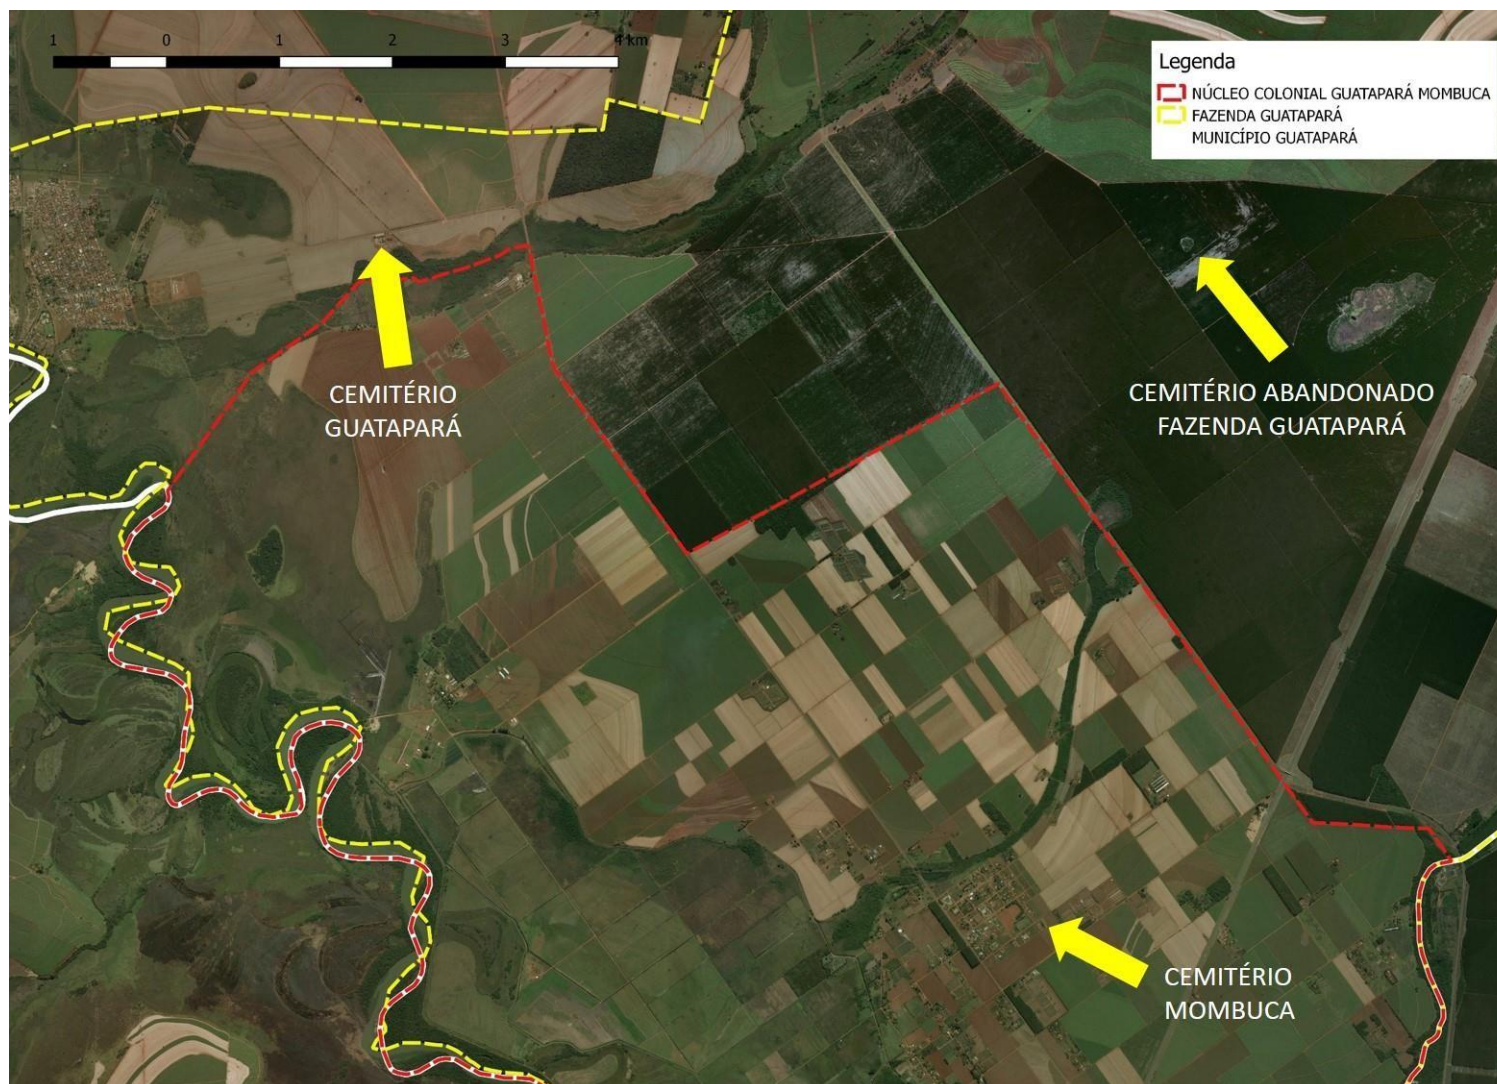 1 0 1 2 3 4 km
Legenda
NÚCLEO COLONIAL GUATAPARÁ MOMBUCA
FAZENDA GUATAPARÁ
MUNICÍPIO GUATAPARÁ
CEMITÉRIO
GUATAPARÁ
CEMITÉRIO ABANDONADO
FAZENDA GUATAPARÁ
CEMITÉRIO
MOMBUCA